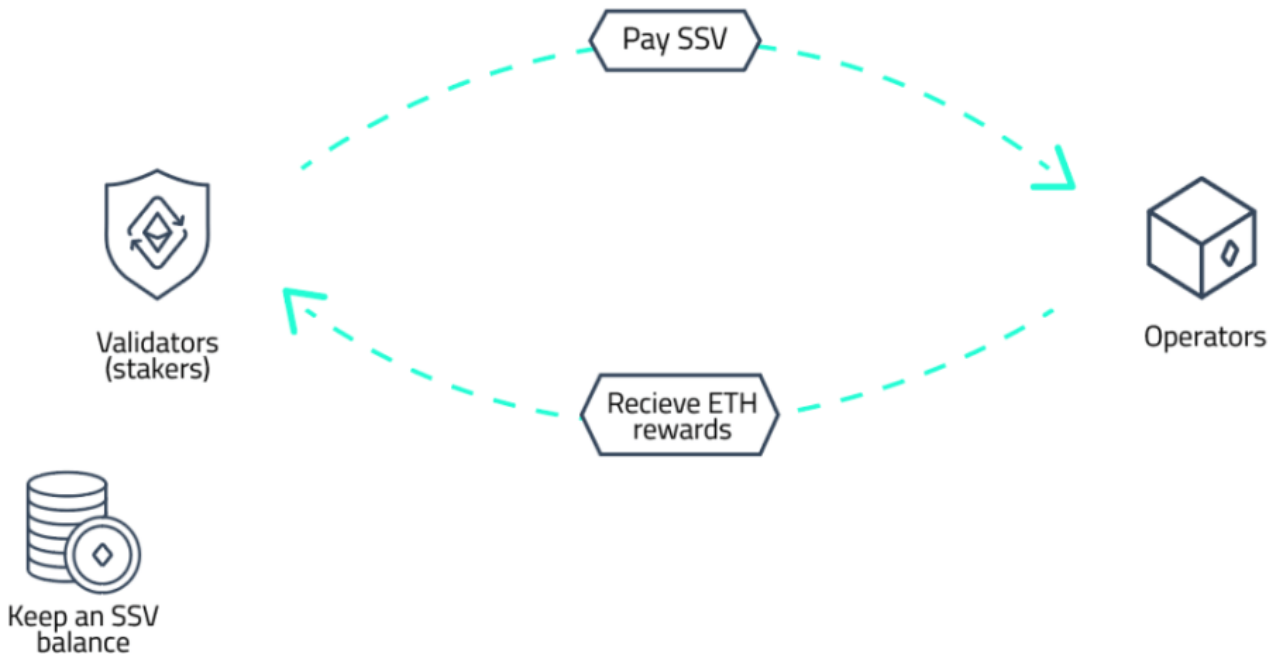 Pay SSV
Validators
(stakers)
Operators
Recieve ETH
rewards
Keep an SSV
balance